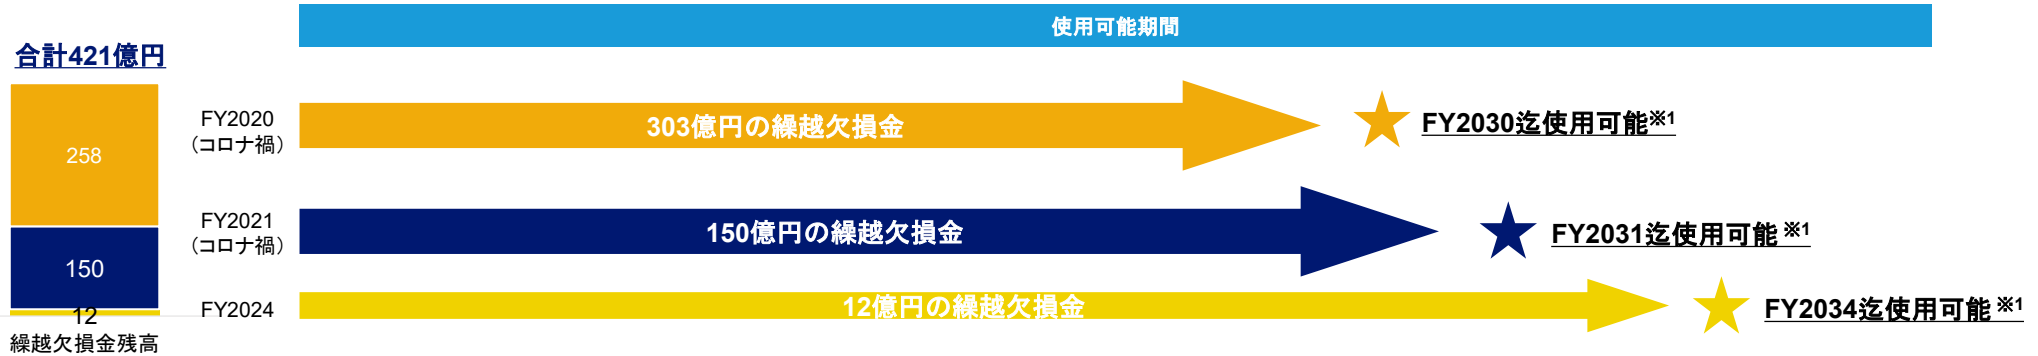 使用可能期間
合計421億円
258
150
12
繰越欠損金残高
FY2020
(コロナ禍)
303億円の繰越欠損金
FY2030迄使用可能※1
FY2021
(コロナ禍)
150億円の繰越欠損金
FY2031迄使用可能※1
FY2024
12億円の繰越欠損金
FY2034迄使用可能※1